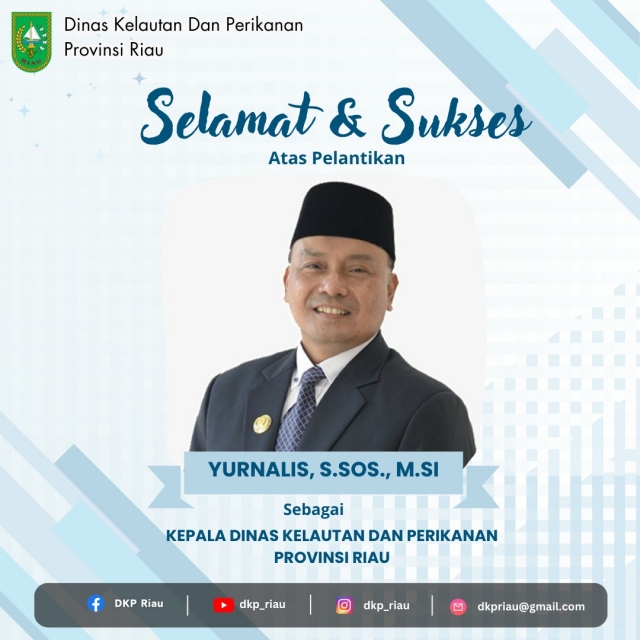 Dinas Kelautan Dan Perikanan
Provinsi Riau
RIAU
Selamat & Sukses
Atas Pelantikan
YURNALIS, S.SOS., M.SI
Sebagai
KEPALA DINAS KELAUTAN DAN PERIKANAN
PROVINSI RIAU
DKP Riau | dkp_riau | dkp_riau | dkpriau@gmail.com